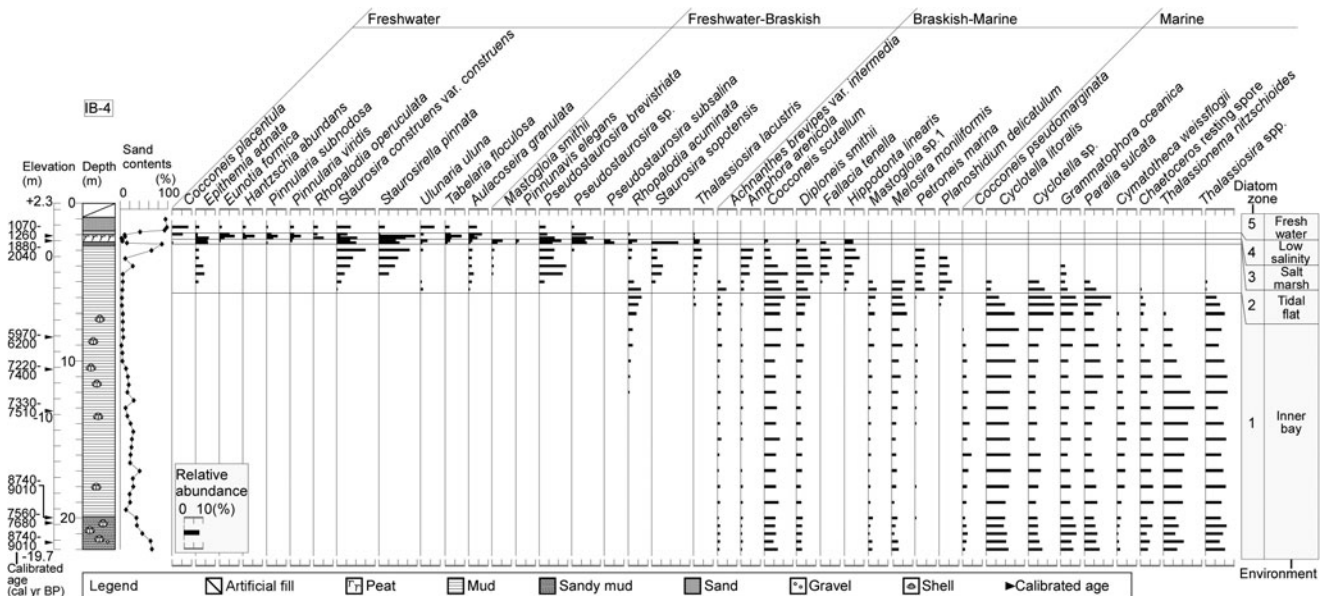 Freshwater
Freshwater-Braskish
Braskish-Marine
Marine
IB-4
Elevation (m)
Depth (m)
Sand contents (%)
0 100
Cocconeis placentula
Epithemia adnata
Eunotia formica
Hantzschia abundans
Pinnularia subnodosa
Pinnularia viridis
Rhopalodia operuculata
Staurosira construens var. construens
Staurosirella pinnata
Ulunaria uluna
Tabelaria flocculosa
Aulacoseira granulata
Mastogloia smithii
Pinnunavis elegans
Pseudostaurosira brevistriata
Pseudostaurosira sp.
Pseudostaurosira subsalina
Rhopalodia acuminata
Staurosira sopotensis
Thalassiosira lacustris
Achnanthes brevipes var. intermedia
Amphora arenicola
Cocconeis scutellum
Diploneis smithii
Fallacia tenella
Hippodonta linearis
Mastogloia sp. 1
Melosira moniliformis
Petroneis marina
Planothidium delicatulum
Cocconeis pseudomarginata
Cyclotella litoralis
Cyclotella sp.
Grammatophora oceanica
Paralia sulcata
Cymatotheca weissflogii
Chaetoceros resting spore
Thalassionema nitzschioides
Thalassiosira spp.
Diatom zone
+2.3
0
1970-
1260
1880
2040
0
5970-
8200
10
7220-
7400
7330-
7510
-10
8740-
9010
7560-
7680
20
8740-
9010
-19.7
Calibrated age (cal yr BP)
5 Fresh water
4 Low salinity
3 Salt marsh
2 Tidal flat
1 Inner bay
Environment
Relative abundance
0 10(%)
Legend
Artificial fill
Peat
Mud
Sandy mud
Sand
Gravel
Shell
►Calibrated age